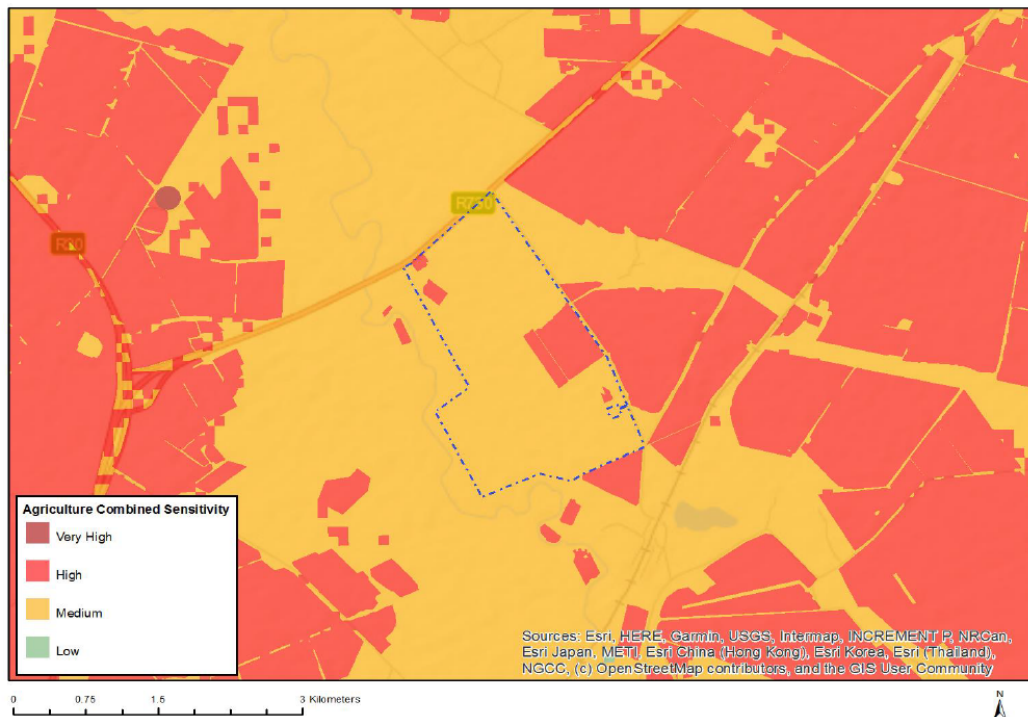 R730
R30
Agriculture Combined Sensitivity
Very High
High
Medium
Low
Sources: Esri, HERE, Garmin, USGS, Intermap, INCREMENT P, NRCan,
Esri Japan, METI, Esri China (Hong Kong), Esri Korea, Esri (Thailand),
NGCC, (c) OpenStreetMap contributors, and the GIS User Community
0 0.75 1.5 3 Kilometers
N